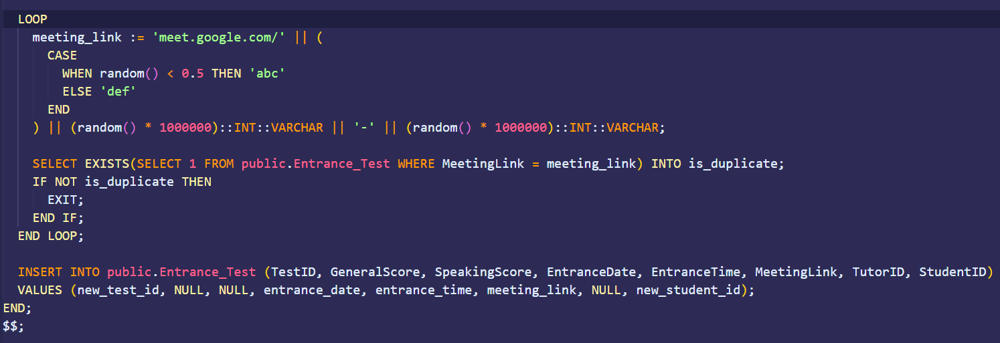 LOOP
meeting_link := 'meet.google.com/' || (
CASE
WHEN random() < 0.5 THEN 'abc'
ELSE 'def'
END
) || (random() * 1000000)::INT::VARCHAR || '-' || (random() * 1000000)::INT::VARCHAR;
SELECT EXISTS(SELECT 1 FROM public.Entrance_Test WHERE MeetingLink = meeting_link) INTO is_duplicate;
IF NOT is_duplicate THEN
EXIT;
END IF;
END LOOP;
INSERT INTO public.Entrance_Test (TestID, GeneralScore, SpeakingScore, EntranceDate, EntranceTime, MeetingLink, TutorID, StudentID)
VALUES (new_test_id, NULL, NULL, entrance_date, entrance_time, meeting_link, NULL, new_student_id);
END;
$$;